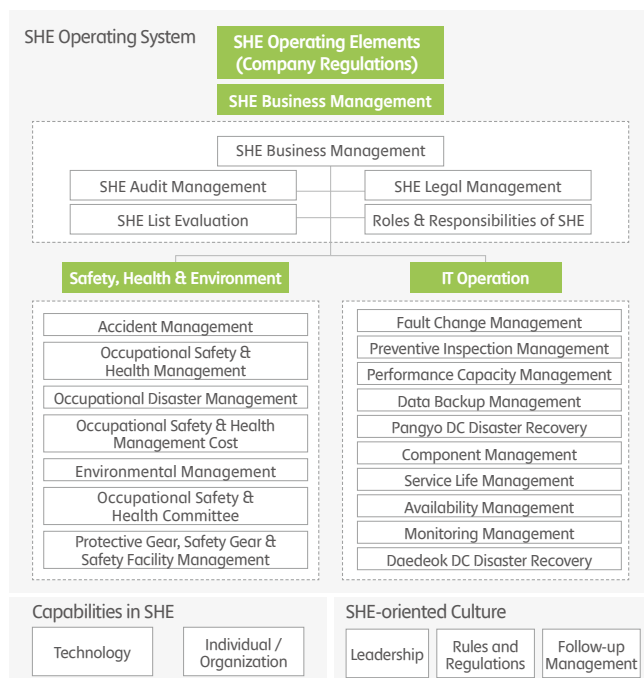 SHE Operating System
SHE Operating Elements
(Company Regulations)
SHE Business Management
SHE Business Management
SHE Audit Management
SHE Legal Management
SHE List Evaluation
Roles & Responsibilities of SHE
Safety, Health & Environment
Accident Management
Occupational Safety &
Health Management
Occupational Disaster Management
Occupational Safety & Health
Management Cost
Environmental Management
Occupational Safety &
Health Committee
Protective Gear, Safety Gear &
Safety Facility Management
IT Operation
Fault Change Management
Preventive Inspection Management
Performance Capacity Management
Data Backup Management
Pangyo DC Disaster Recovery
Component Management
Service Life Management
Availability Management
Monitoring Management
Daedeok DC Disaster Recovery
Capabilities in SHE
Technology
Individual /
Organization
SHE-oriented Culture
Leadership
Rules and
Regulations
Follow-up
Management